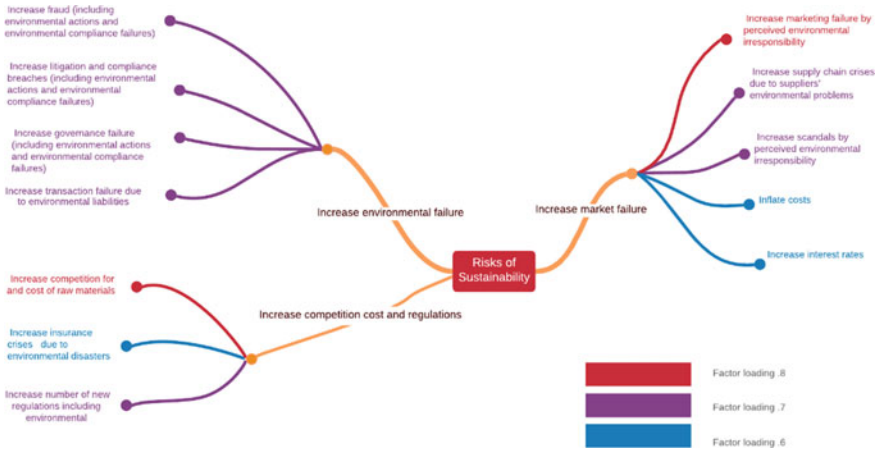 Increase fraud (including
environmental actions and
environmental compliance failures)
Increase litigation and compliance
breaches (including environmental
actions and environmental
compliance failures)
Increase governance failure
(including environmental actions
and environmental compliance
failures)
Increase transaction failure due
to environmental liabilities
Increase environmental failure
Increase competition for
and cost of raw materials
Increase insurance
crises due to
environmental disasters
Increase number of new
regulations including
environmental
Increase competition cost and regulations
Risks of
Sustainability
Increase market failure
Increase marketing failure by
perceived environmental
irresponsibility
Increase supply chain crises
due to suppliers'
environmental problems
Increase scandals by
perceived environmental
irresponsibility
Inflate costs
Increase interest rates
Factor loading .8
Factor loading .7
Factor loading .6